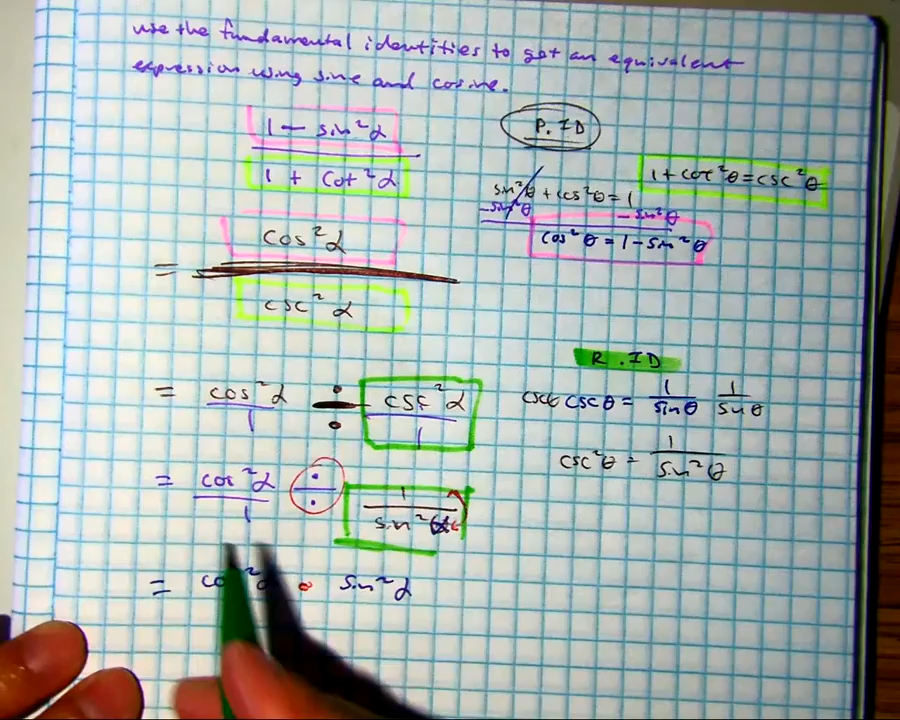 use the fundamental identities to get an equivalent
expression using sine and cosine.
1 - sin²α
1 + cot²α
P. ID
sin²θ + cos²θ = 1
-sin²θ - sin²θ
cos²θ = 1 - sin²θ
1 + cot²θ = csc²θ
= cos²α
csc²α
R. ID
= cos²α/1 ÷ csc²α/1
cscθ cscθ = 1/sinθ 1/sinθ
csc²θ = 1/sin²θ
= cos²α/1 ÷ 1/sin²α
= cos²α · sin²α